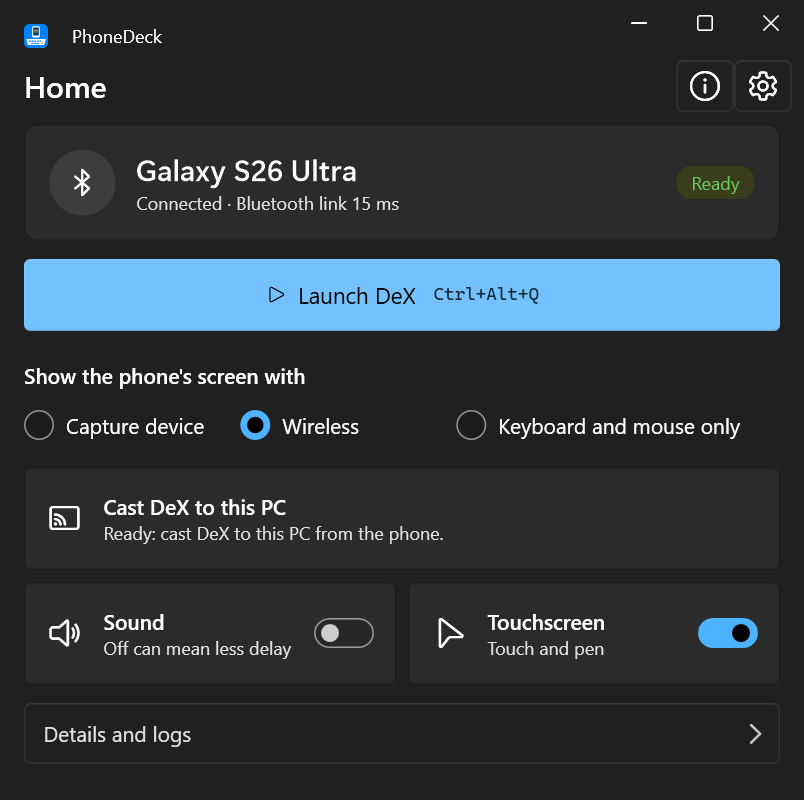 PhoneDeck
Home
Galaxy S26 Ultra
Connected · Bluetooth link 15 ms
Ready
Launch DeX Ctrl+Alt+Q
Show the phone's screen with
Capture device
Wireless
Keyboard and mouse only
Cast DeX to this PC
Ready: cast DeX to this PC from the phone.
Sound
Off can mean less delay
Touchscreen
Touch and pen
Details and logs